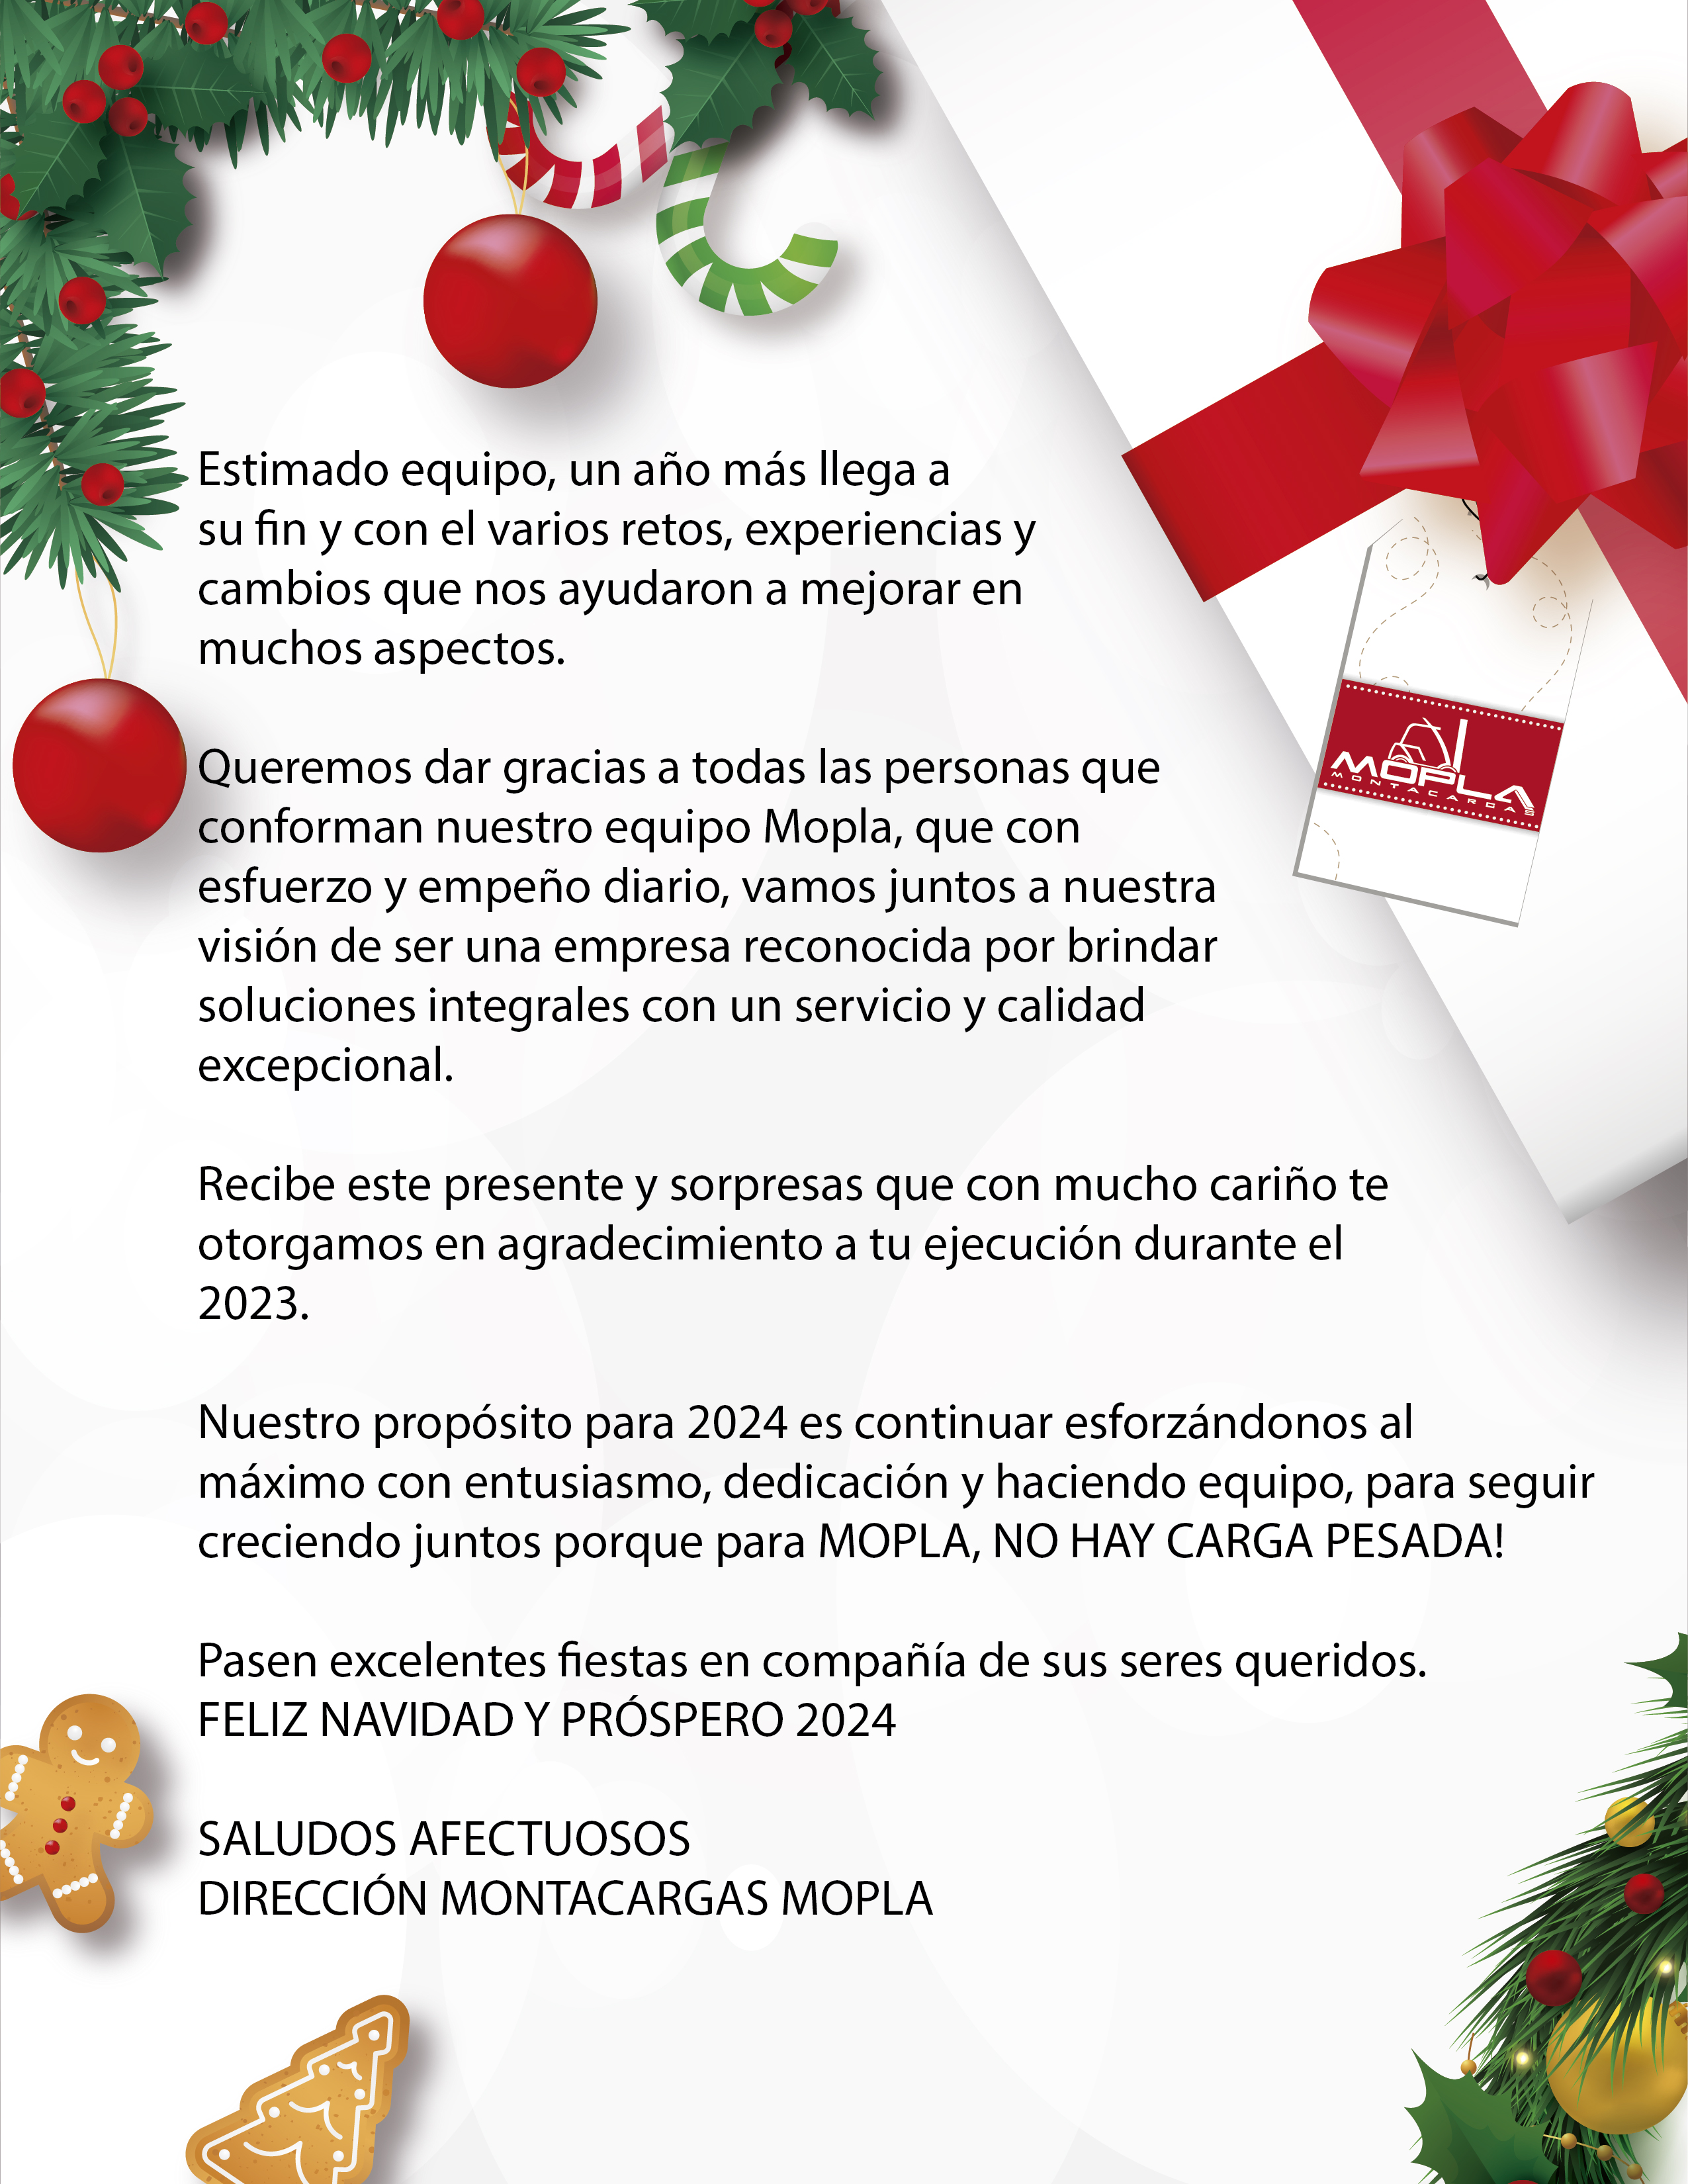 Estimado equipo, un año más llega a
su fin y con el varios retos, experiencias y
cambios que nos ayudaron a mejorar en
muchos aspectos.
Queremos dar gracias a todas las personas que
conforman nuestro equipo Mopla, que con
esfuerzo y empeño diario, vamos juntos a nuestra
visión de ser una empresa reconocida por brindar
soluciones integrales con un servicio y calidad
excepcional.
MOPLA
MONTACARGAS
Recibe este presente y sorpresas que con mucho cariño te
otorgamos en agradecimiento a tu ejecución durante el
2023.
Nuestro propósito para 2024 es continuar esforzándonos al
máximo con entusiasmo, dedicación y haciendo equipo, para seguir
creciendo juntos porque para MOPLA, NO HAY CARGA PESADA!
Pasen excelentes fiestas en compañía de sus seres queridos.
FELIZ NAVIDAD Y PRÓSPERO 2024
SALUDOS AFECTUOSOS
DIRECCIÓN MONTACARGAS MOPLA